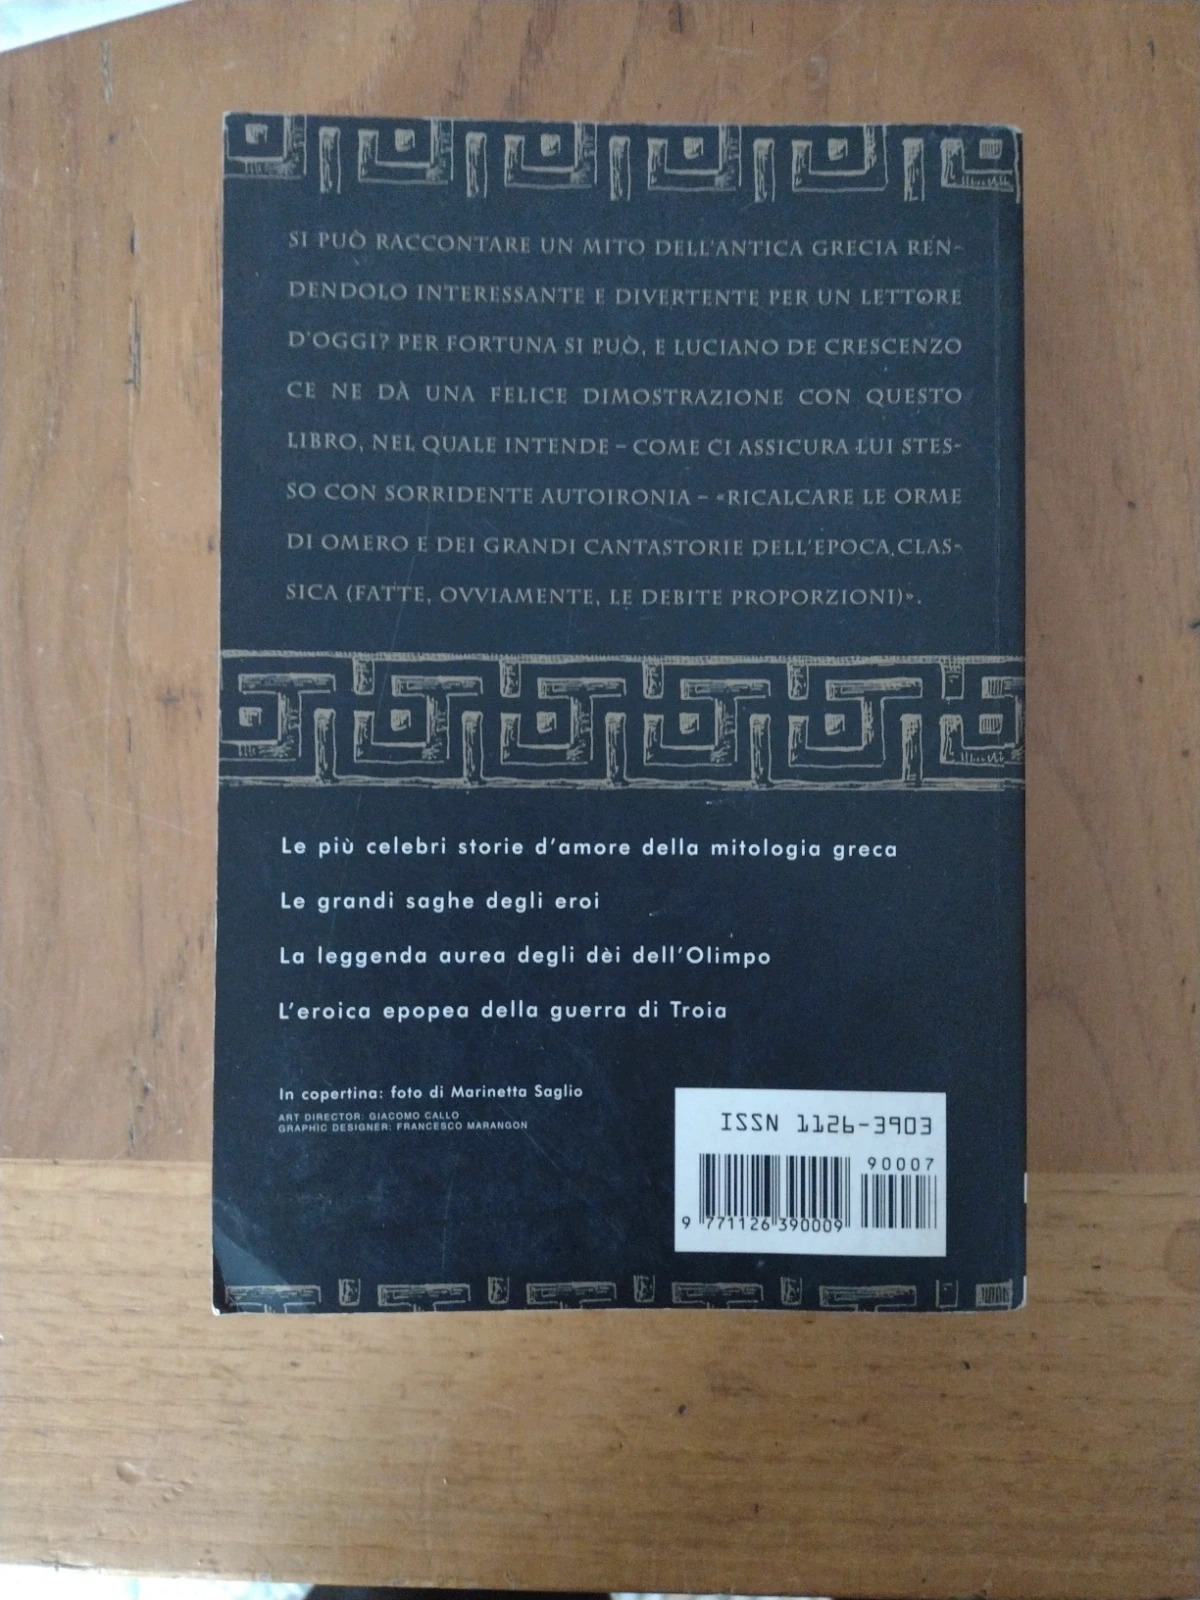 SI PUÒ RACCONTARE UN MITO DELL'ANTICA GRECIA REN-
DENDOLO INTERESSANTE E DIVERTENTE PER UN LETTORE
D'OGGI? PER FORTUNA SI PUÒ, E LUCIANO DE CRESCENZO
CE NE DÀ UNA FELICE DIMOSTRAZIONE CON QUESTO
LIBRO, NEL QUALE INTENDE – COME CI ASSICURA LUI STES-
SO CON SORRIDENTE AUTOIRONIA – «RICALCARE LE ORME
DI OMERO E DEI GRANDI CANTASTORIE DELL'EPOCA CLAS-
SICA (FATTE, OVVIAMENTE, LE DEBITE PROPORZIONI)».
Le più celebri storie d'amore della mitologia greca
Le grandi saghe degli eroi
La leggenda aurea degli dèi dell'Olimpo
L'eroica epopea della guerra di Troia
In copertina: foto di Marinetta Saglio
ART DIRECTOR: GIACOMO CALLO
GRAPHIC DESIGNER: FRANCESCO MARANGON
ISSN 1126-3903
90007
9 771126 390009